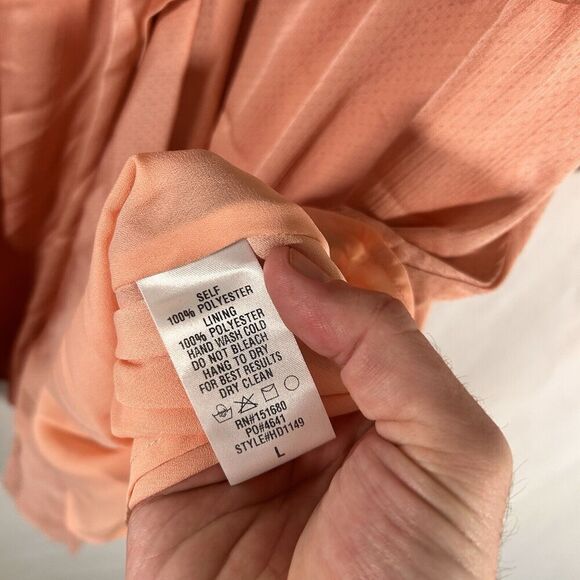 SELF
100% POLYESTER
LINING
100% POLYESTER
HAND WASH COLD
DO NOT BLEACH
HANG TO DRY
FOR BEST RESULTS
DRY CLEAN
RN#151680
PO#4641
STYLE#HD1149
L